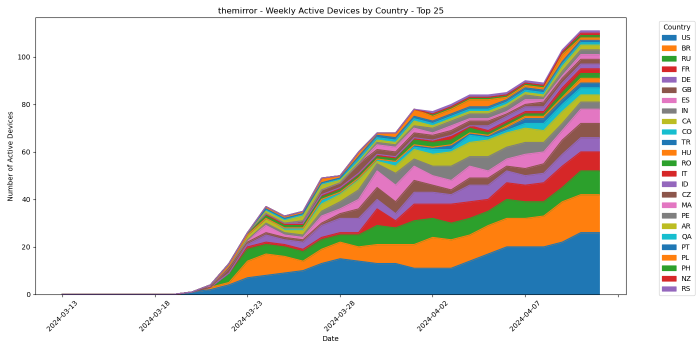 themirror - Weekly Active Devices by Country - Top 25
Number of Active Devices
100
80
60
40
20
0
2024-03-13
2024-03-18
2024-03-23
2024-03-28
2024-04-02
2024-04-07
Date
Country
US
BR
RU
FR
DE
GB
ES
IN
CA
CO
TR
HU
RO
IT
ID
CZ
MA
PE
AR
QA
PT
PL
PH
NZ
RS